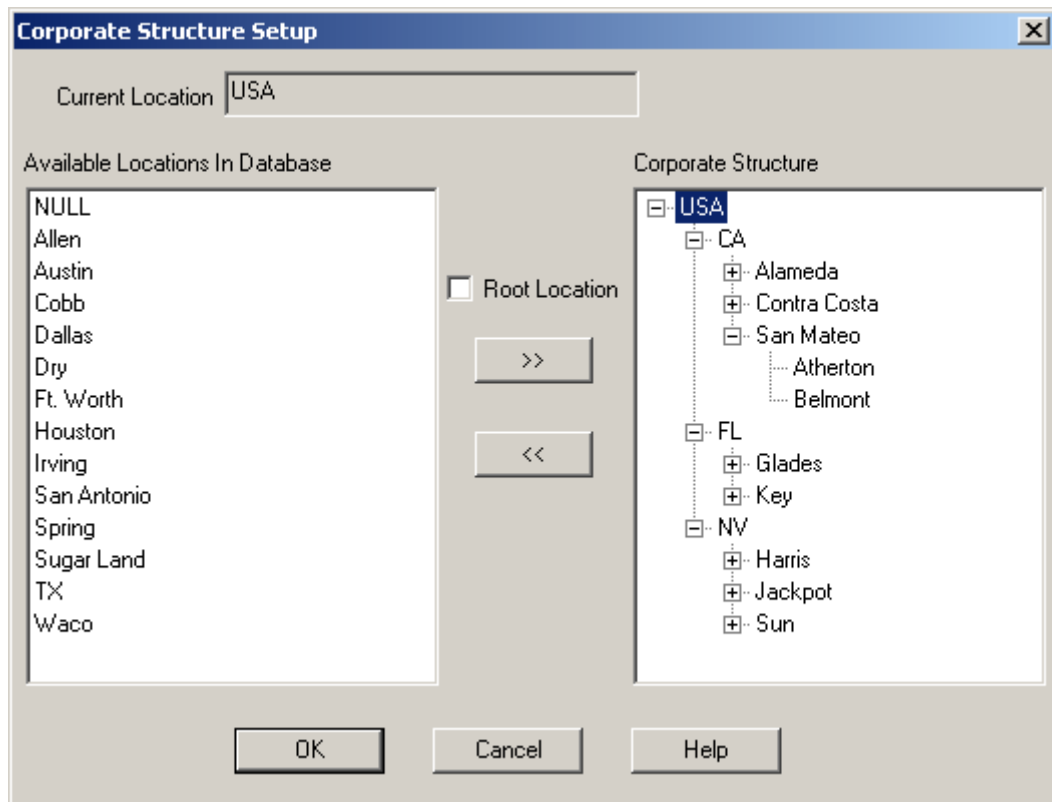 Corporate Structure Setup
Current Location USA
Available Locations In Database
NULL
Allen
Austin
Cobb
Dallas
Dry
Ft. Worth
Houston
Irving
San Antonio
Spring
Sugar Land
TX
Waco
Root Location
>>
<<
Corporate Structure
USA
CA
Alameda
Contra Costa
San Mateo
Atherton
Belmont
FL
Glades
Key
NV
Harris
Jackpot
Sun
OK
Cancel
Help